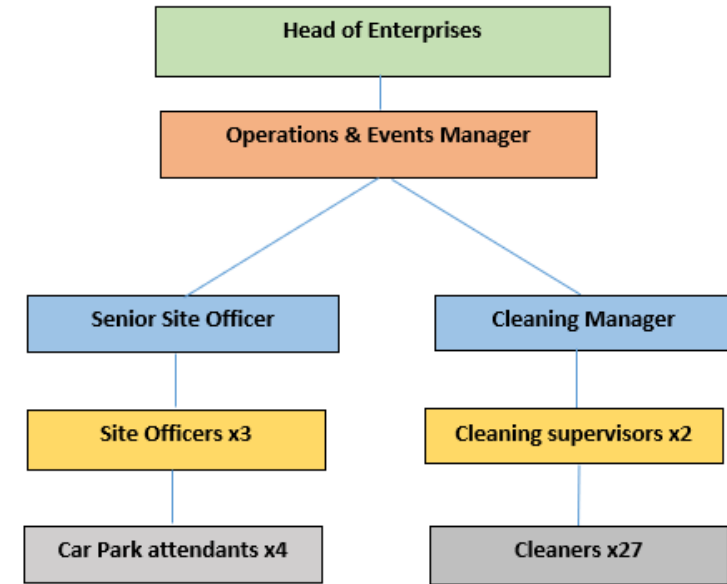 Head of Enterprises
Operations & Events Manager
Senior Site Officer
Cleaning Manager
Site Officers x3
Cleaning supervisors x2
Car Park attendants x4
Cleaners x27